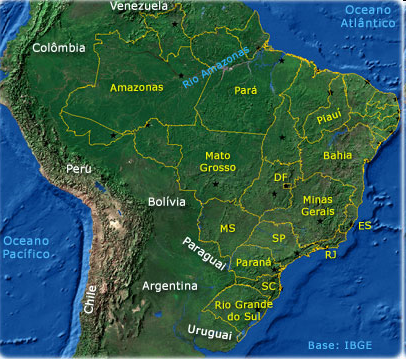 Venezuela
Oceano
Atlântico
Colômbia
Rio Amazonas
Amazonas
Pará
Piauí
Peru
Mato
Grosso
Bahia
DF
Bolívia
Minas
Gerais
MS
ES
SP
Oceano
Pacífico
Paraguai
RJ
Paraná
Chile
Argentina
SC
Rio Grande
do Sul
Uruguai
Base: IBGE